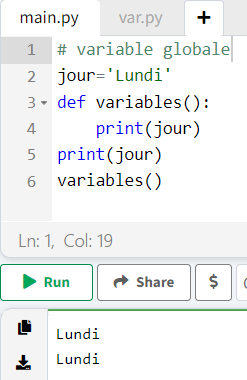 main.py var.py +
1 # variable globale
2 jour='Lundi'
3 def variables():
4     print(jour)
5 print(jour)
6 variables()
Ln: 1, Col: 19
Run Share $
Lundi
Lundi